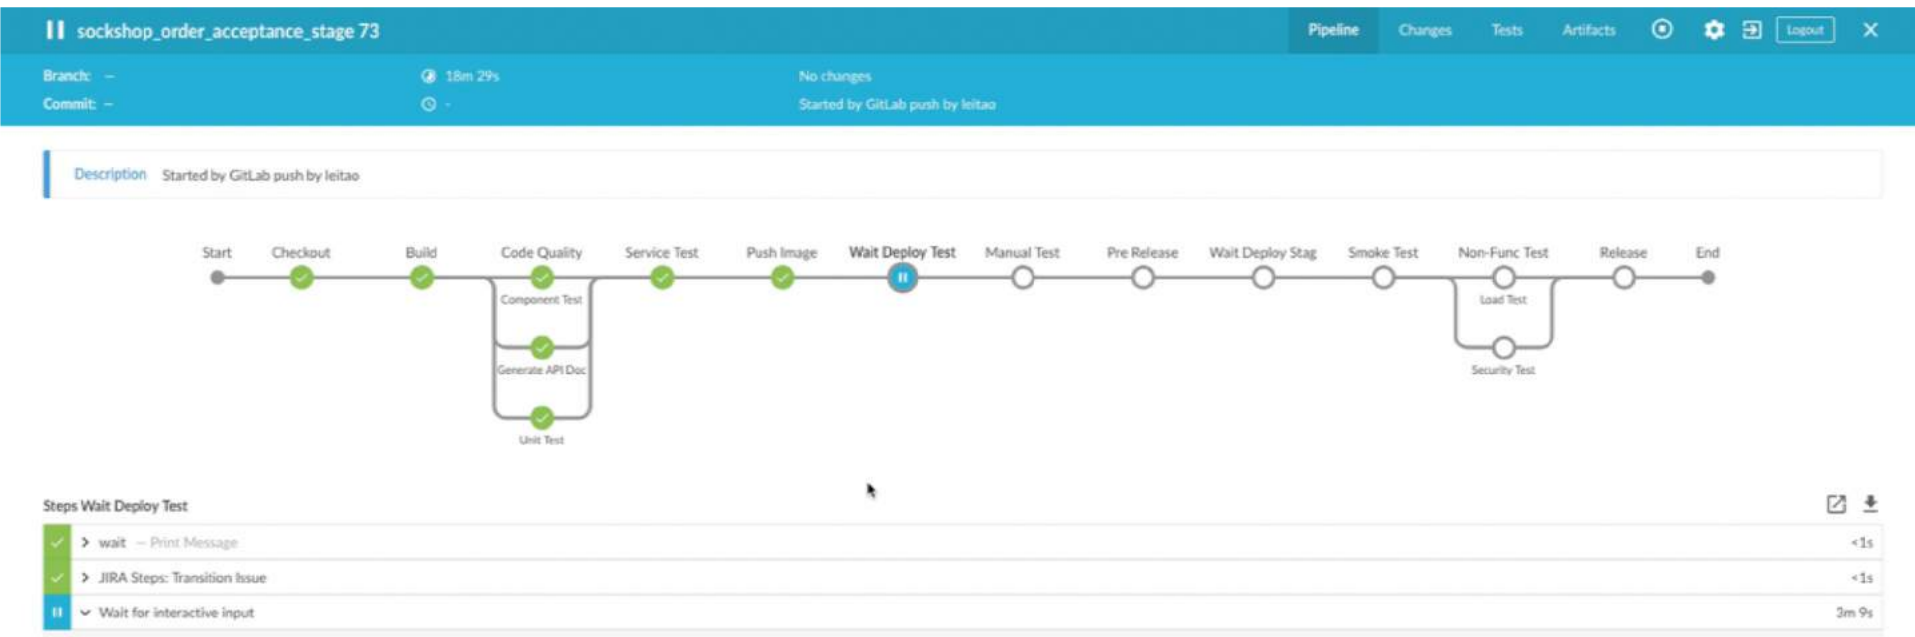 sockshop_order_acceptance_stage 73
Pipeline Changes Tests Artifacts Logout
Branch: — 18m 29s No changes
Commit: — - Started by GitLab push by leitao
Description Started by GitLab push by leitao
Start Checkout Build Code Quality Service Test Push Image Wait Deploy Test Manual Test Pre Release Wait Deploy Stag Smoke Test Non-Func Test Release End
Component Test Load Test
Generate API Doc Security Test
Unit Test
Steps Wait Deploy Test
wait — Print Message <1s
JIRA Steps: Transition Issue <1s
Wait for interactive input 3m 9s